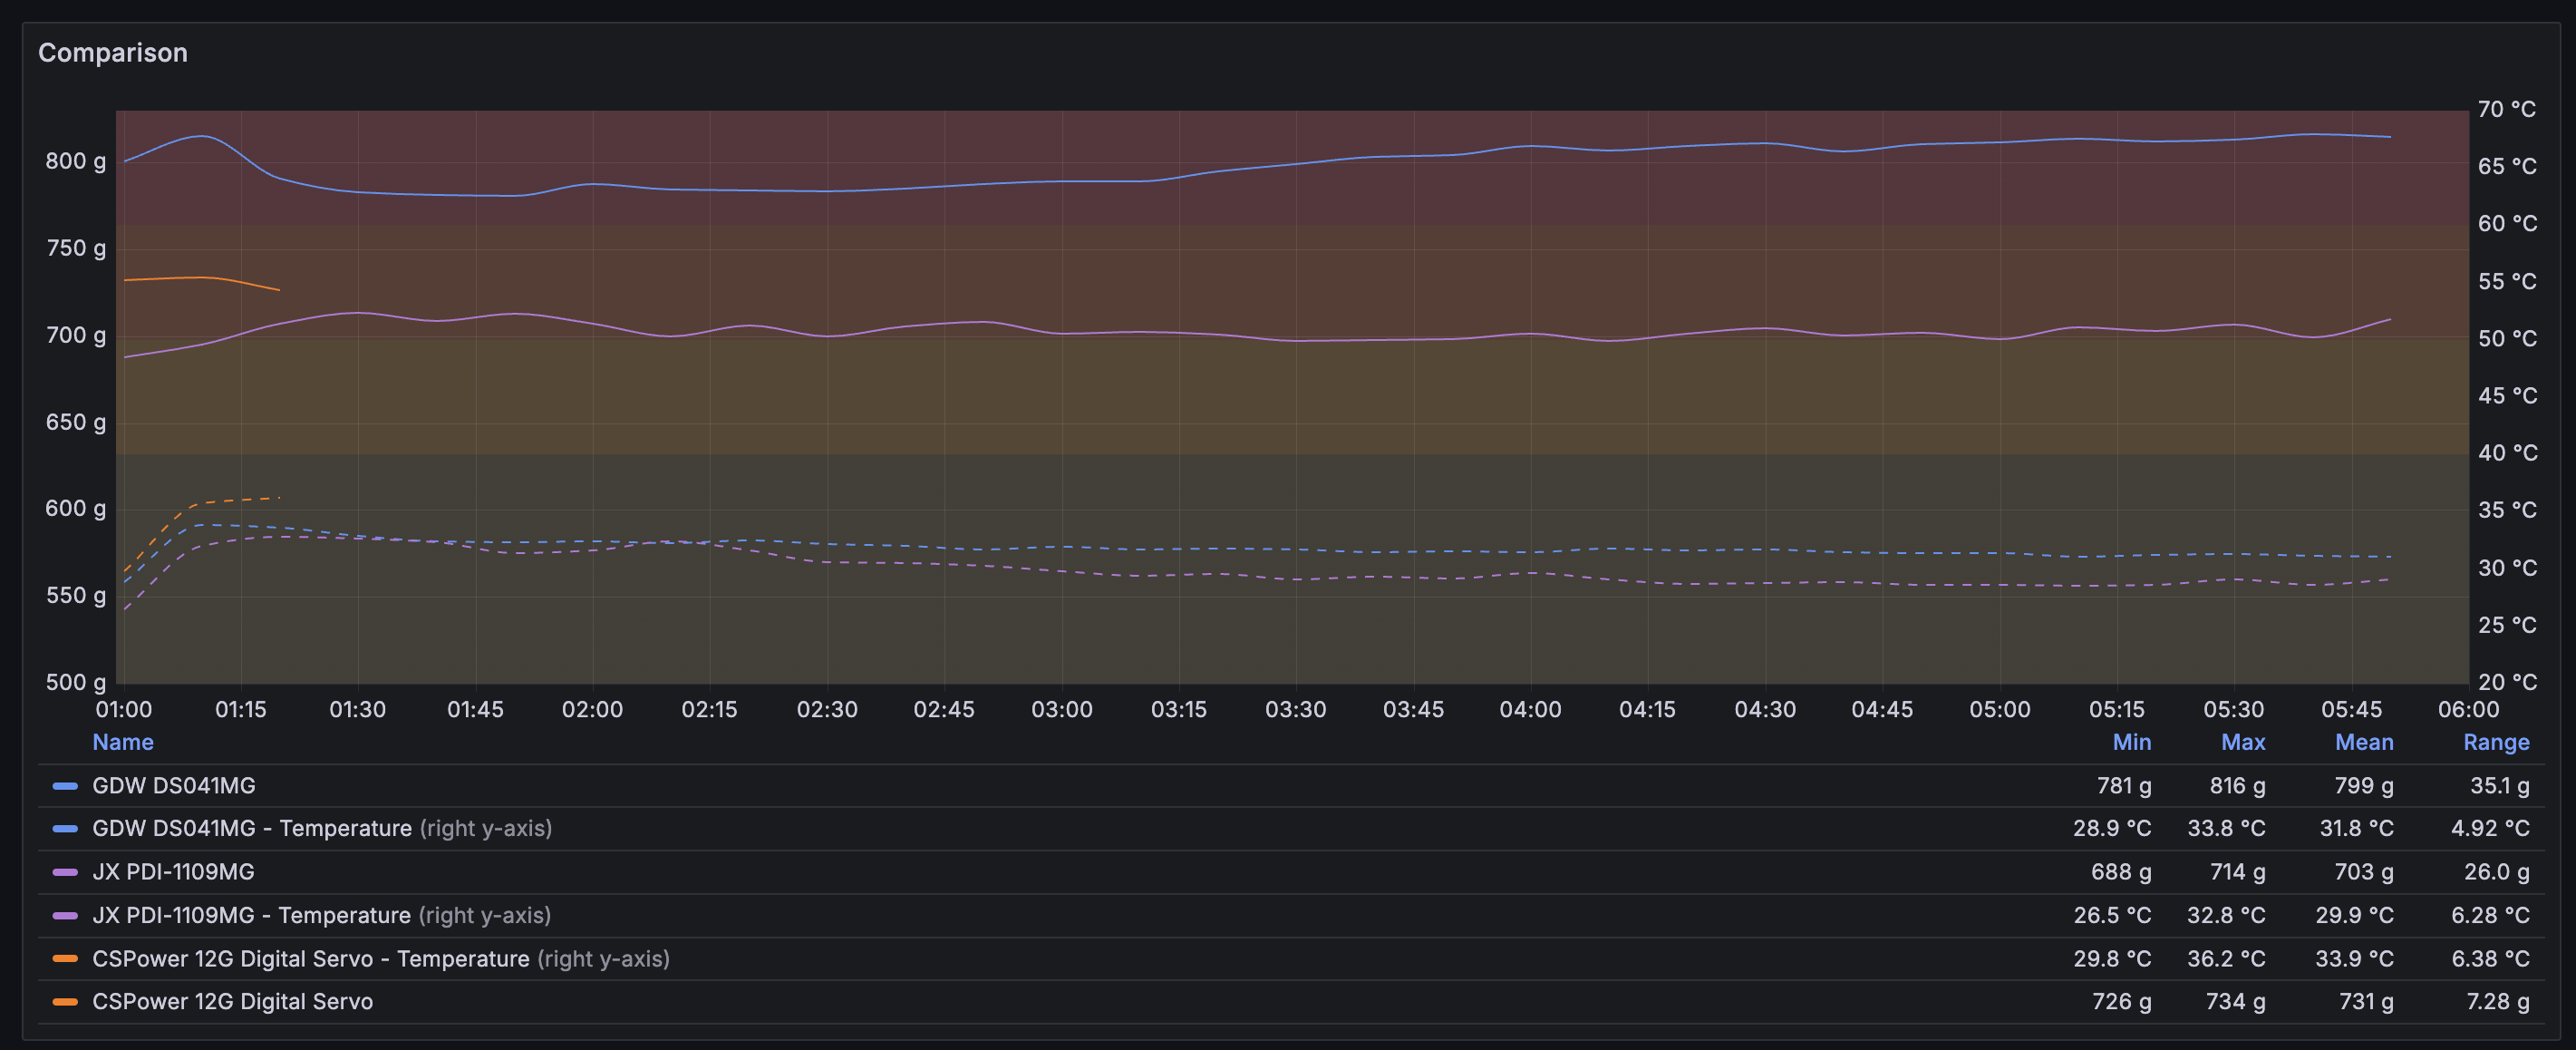 Comparison
70 °C
800 g
65 °C
60 °C
750 g
55 °C
700 g
50 °C
45 °C
650 g
40 °C
600 g
35 °C
30 °C
550 g
25 °C
500 g
20 °C
01:00 01:15 01:30 01:45 02:00 02:15 02:30 02:45 03:00 03:15 03:30 03:45 04:00 04:15 04:30 04:45 05:00 05:15 05:30 05:45 06:00
Name Min Max Mean Range
GDW DS041MG 781 g 816 g 799 g 35.1 g
GDW DS041MG - Temperature (right y-axis) 28.9 °C 33.8 °C 31.8 °C 4.92 °C
JX PDI-1109MG 688 g 714 g 703 g 26.0 g
JX PDI-1109MG - Temperature (right y-axis) 26.5 °C 32.8 °C 29.9 °C 6.28 °C
CSPower 12G Digital Servo - Temperature (right y-axis) 29.8 °C 36.2 °C 33.9 °C 6.38 °C
CSPower 12G Digital Servo 726 g 734 g 731 g 7.28 g